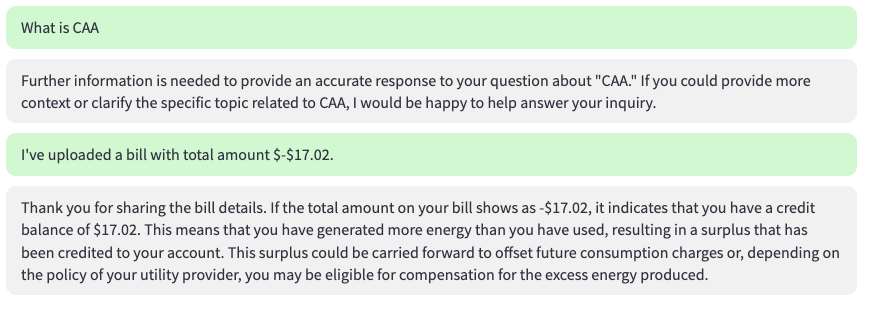 What is CAA
Further information is needed to provide an accurate response to your question about "CAA." If you could provide more
context or clarify the specific topic related to CAA, I would be happy to help answer your inquiry.
I've uploaded a bill with total amount $-$17.02.
Thank you for sharing the bill details. If the total amount on your bill shows as -$17.02, it indicates that you have a credit
balance of $17.02. This means that you have generated more energy than you have used, resulting in a surplus that has
been credited to your account. This surplus could be carried forward to offset future consumption charges or, depending on
the policy of your utility provider, you may be eligible for compensation for the excess energy produced.